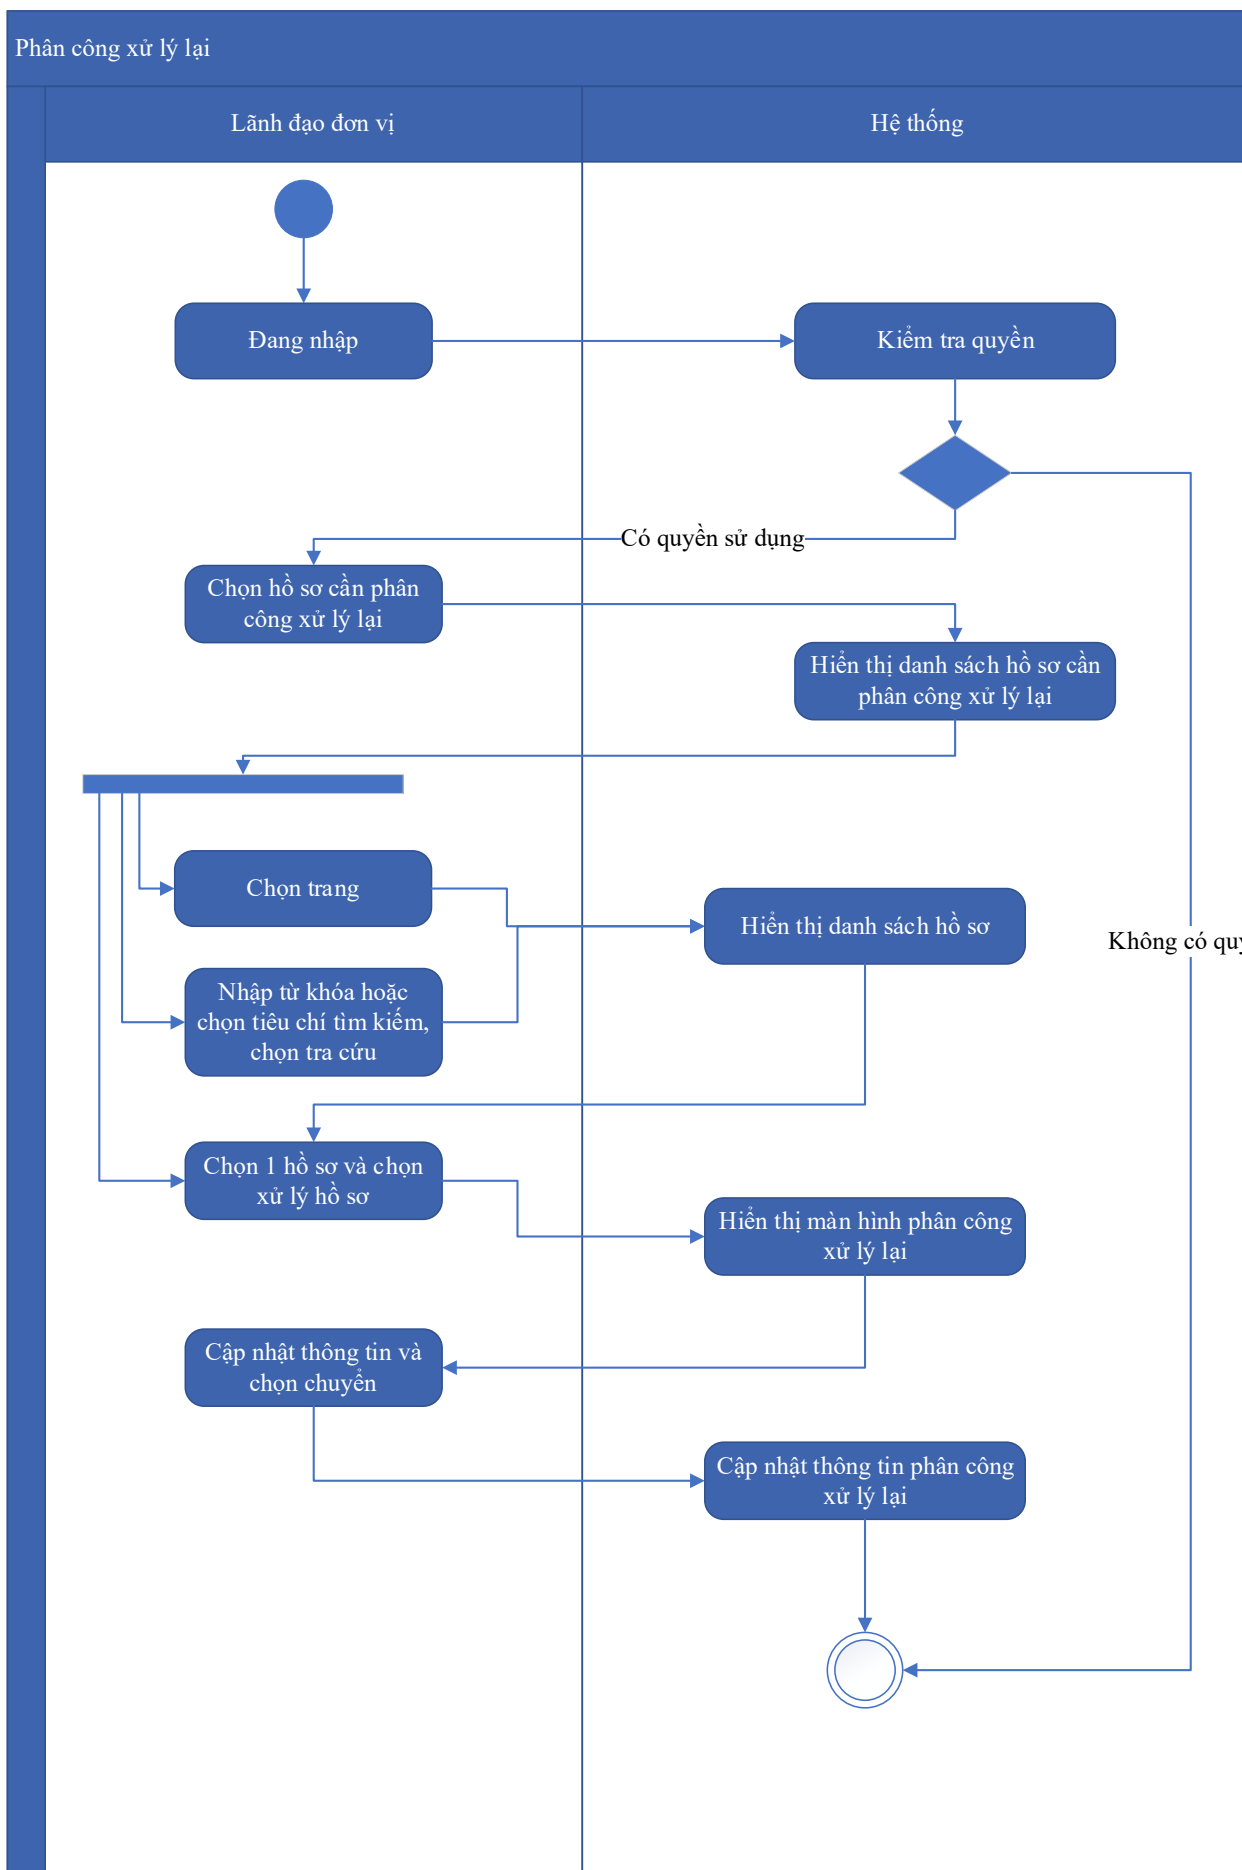 Phân công xử lý lại
Lãnh đạo đơn vị
Hệ thống
Đang nhập
Kiểm tra quyền
Có quyền sử dụng
Chọn hồ sơ cần phân
công xử lý lại
Hiển thị danh sách hồ sơ cần
phân công xử lý lại
Chọn trang
Hiển thị danh sách hồ sơ
Không có quy
Nhập từ khóa hoặc
chọn tiêu chí tìm kiếm,
chọn tra cứu
Chọn 1 hồ sơ và chọn
xử lý hồ sơ
Hiển thị màn hình phân công
xử lý lại
Cập nhật thông tin và
chọn chuyển
Cập nhật thông tin phân công
xử lý lại